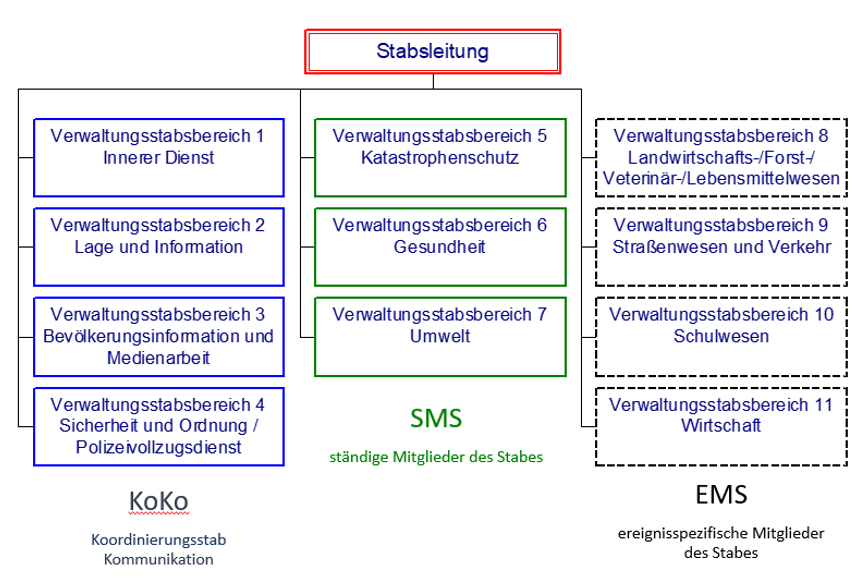 Stabsleitung
Verwaltungsstabsbereich 1
Innerer Dienst
Verwaltungsstabsbereich 2
Lage und Information
Verwaltungsstabsbereich 3
Bevölkerungsinformation und
Medienarbeit
Verwaltungsstabsbereich 4
Sicherheit und Ordnung /
Polizeivollzugsdienst
KoKo
Koordinierungsstab
Kommunikation
Verwaltungsstabsbereich 5
Katastrophenschutz
Verwaltungsstabsbereich 6
Gesundheit
Verwaltungsstabsbereich 7
Umwelt
SMS
ständige Mitglieder des Stabes
Verwaltungsstabsbereich 8
Landwirtschafts-/Forst-/
Veterinär-/Lebensmittelwesen
Verwaltungsstabsbereich 9
Straßenwesen und Verkehr
Verwaltungsstabsbereich 10
Schulwesen
Verwaltungsstabsbereich 11
Wirtschaft
EMS
ereignisspezifische Mitglieder
des Stabes